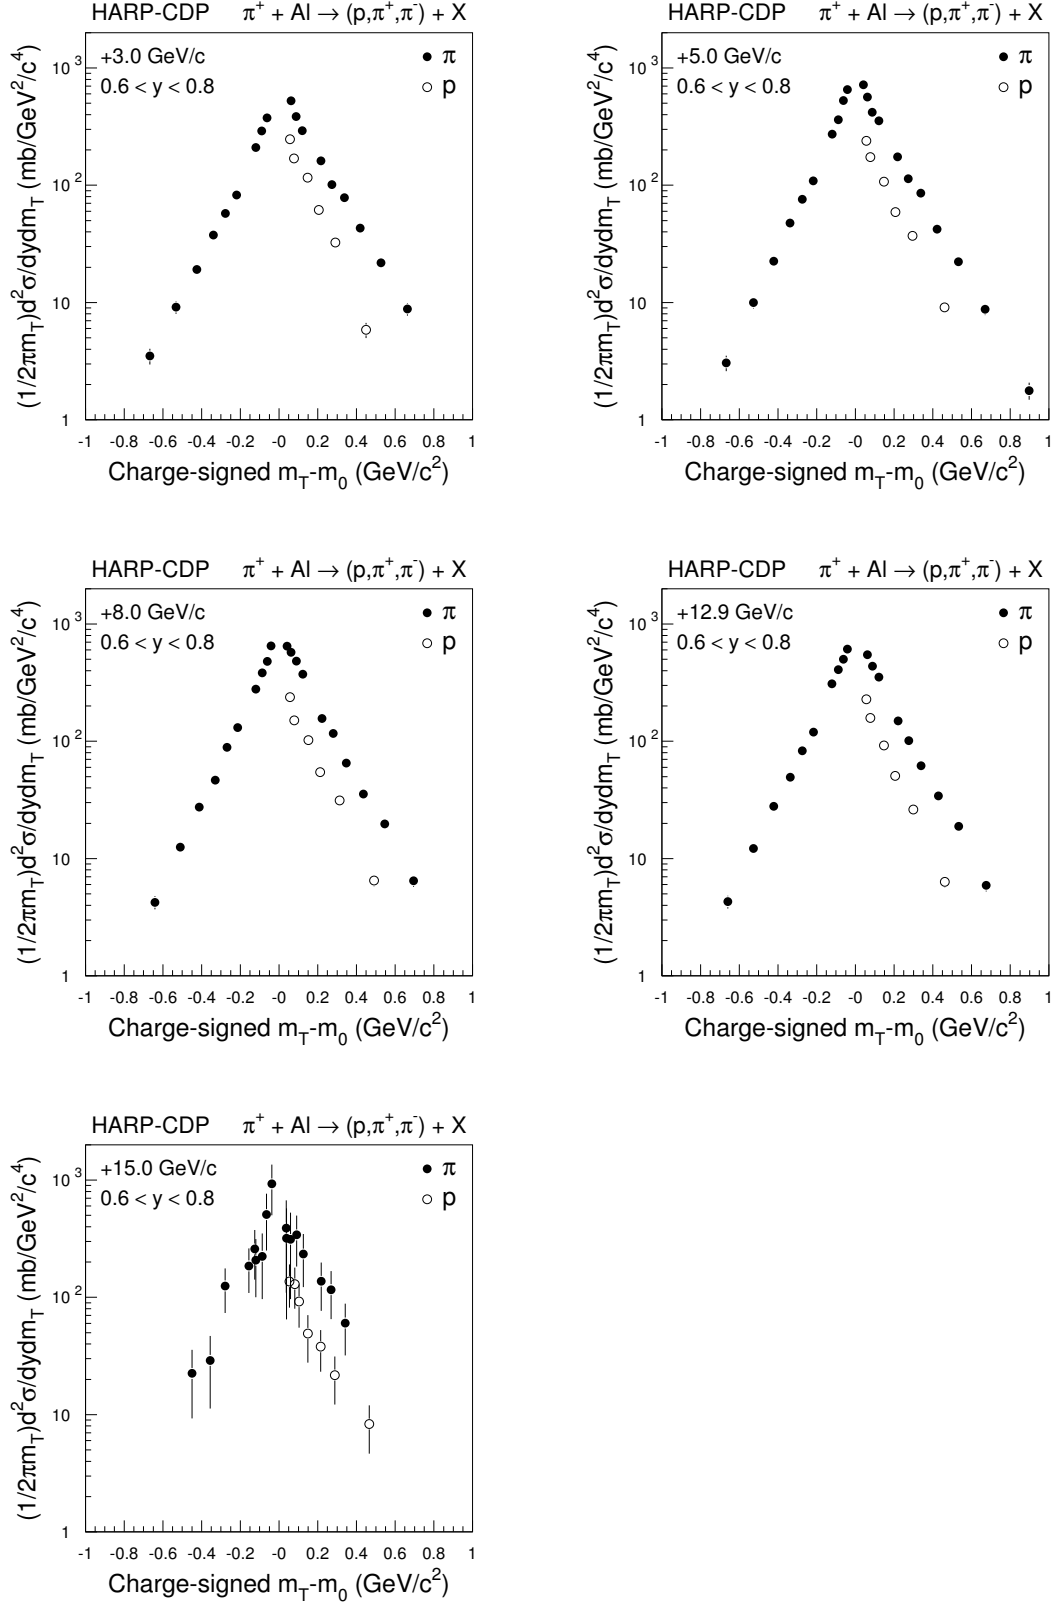 HARP-CDP π⁺ + Al → (p,π⁺,π⁻) + X
+3.0 GeV/c
0.6 < y < 0.8
π
p
10³
10²
10
1
(1/2πm_T)d²σ/dydm_T (mb/GeV²/c⁴)
-1 -0.8 -0.6 -0.4 -0.2 -0 0.2 0.4 0.6 0.8 1
Charge-signed m_T-m₀ (GeV/c²)
HARP-CDP π⁺ + Al → (p,π⁺,π⁻) + X
+5.0 GeV/c
0.6 < y < 0.8
π
p
10³
10²
10
1
(1/2πm_T)d²σ/dydm_T (mb/GeV²/c⁴)
-1 -0.8 -0.6 -0.4 -0.2 -0 0.2 0.4 0.6 0.8 1
Charge-signed m_T-m₀ (GeV/c²)
HARP-CDP π⁺ + Al → (p,π⁺,π⁻) + X
+8.0 GeV/c
0.6 < y < 0.8
π
p
10³
10²
10
1
(1/2πm_T)d²σ/dydm_T (mb/GeV²/c⁴)
-1 -0.8 -0.6 -0.4 -0.2 -0 0.2 0.4 0.6 0.8 1
Charge-signed m_T-m₀ (GeV/c²)
HARP-CDP π⁺ + Al → (p,π⁺,π⁻) + X
+12.9 GeV/c
0.6 < y < 0.8
π
p
10³
10²
10
1
(1/2πm_T)d²σ/dydm_T (mb/GeV²/c⁴)
-1 -0.8 -0.6 -0.4 -0.2 -0 0.2 0.4 0.6 0.8 1
Charge-signed m_T-m₀ (GeV/c²)
HARP-CDP π⁺ + Al → (p,π⁺,π⁻) + X
+15.0 GeV/c
0.6 < y < 0.8
π
p
10³
10²
10
1
(1/2πm_T)d²σ/dydm_T (mb/GeV²/c⁴)
-1 -0.8 -0.6 -0.4 -0.2 -0 0.2 0.4 0.6 0.8 1
Charge-signed m_T-m₀ (GeV/c²)